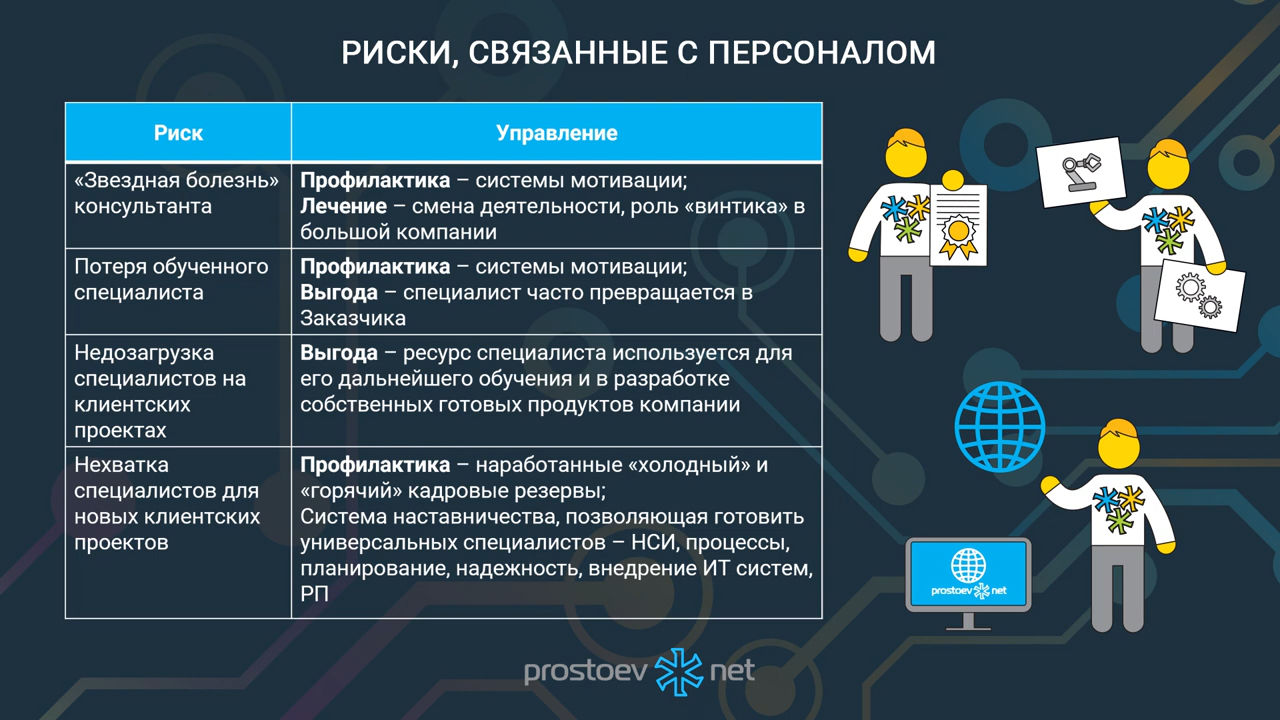 РИСКИ, СВЯЗАННЫЕ С ПЕРСОНАЛОМ
Риск
Управление
«Звездная болезнь»
консультанта
Профилактика – системы мотивации;
Лечение – смена деятельности, роль «винтика» в
большой компании
Потеря обученного
специалиста
Профилактика – системы мотивации;
Выгода – специалист часто превращается в
Заказчика
Недозагрузка
специалистов на
клиентских
проектах
Выгода – ресурс специалиста используется для
его дальнейшего обучения и в разработке
собственных готовых продуктов компании
Нехватка
специалистов для
новых клиентских
проектов
Профилактика – наработанные «холодный» и
«горячий» кадровые резервы;
Система наставничества, позволяющая готовить
универсальных специалистов – НСИ, процессы,
планирование, надежность, внедрение ИТ систем,
РП
prostoev net
prostoev net